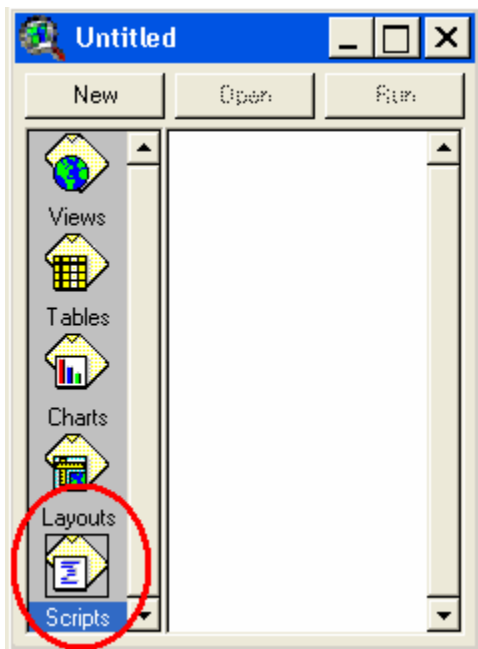 Untitled
New Open Run
Views
Tables
Charts
Layouts
Scripts